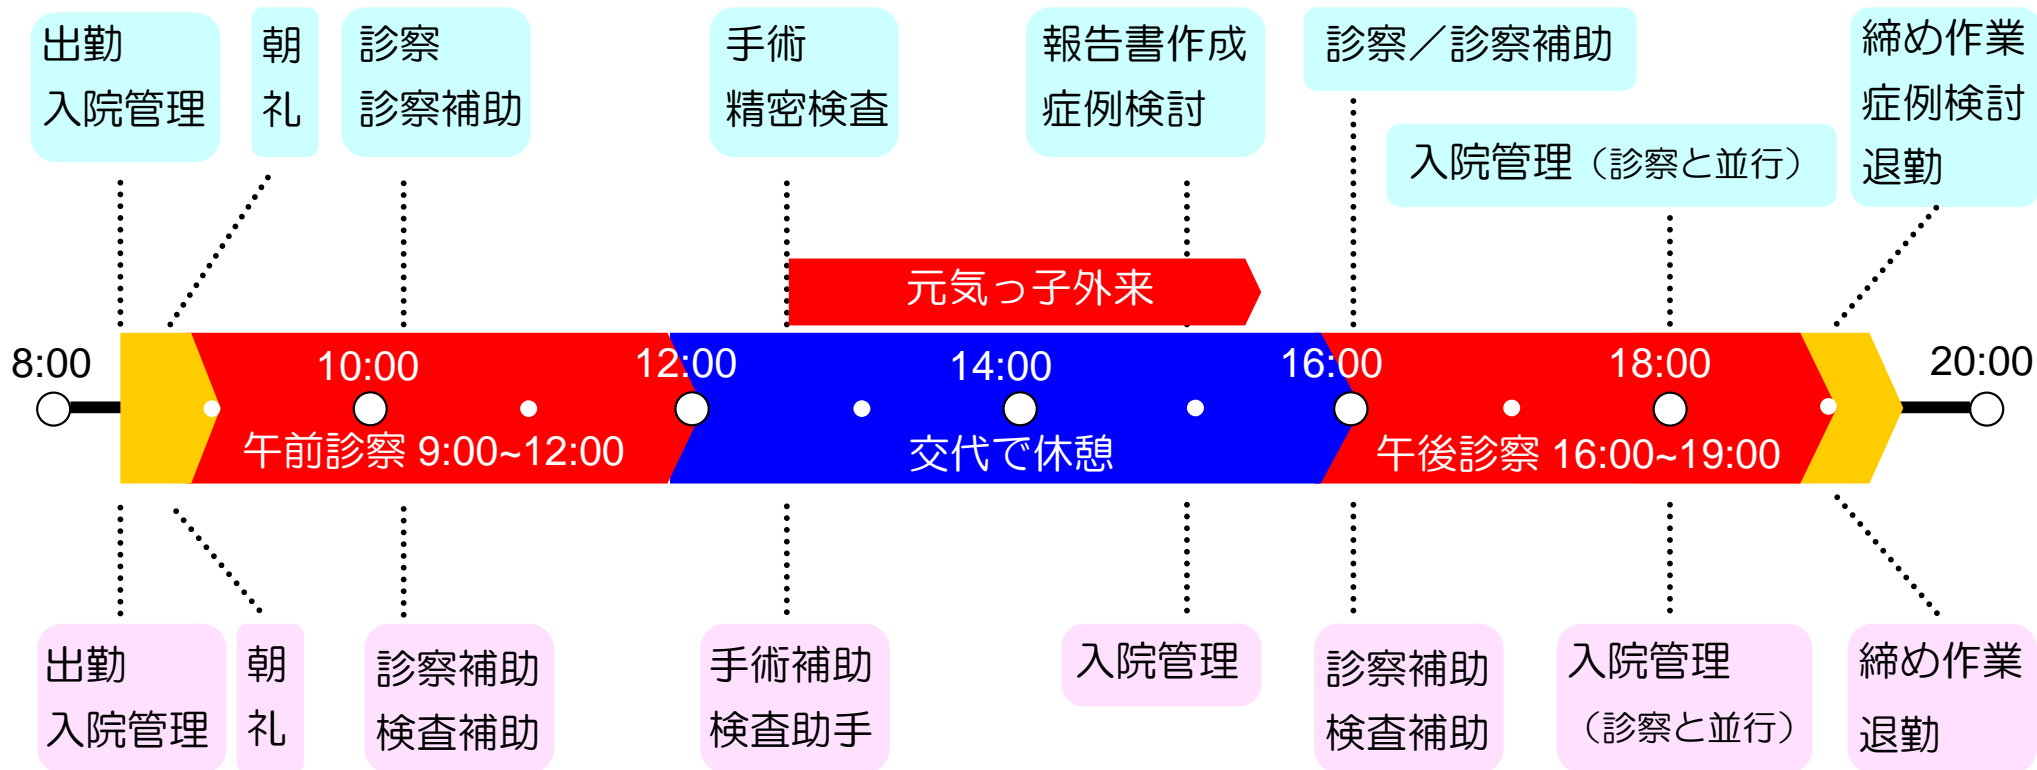 出勤
入院管理
朝
礼
診察
診察補助
手術
精密検査
報告書作成
症例検討
診察／診察補助
入院管理（診察と並行）
締め作業
症例検討
退勤
元気っ子外来
8:00
10:00
12:00
14:00
16:00
18:00
20:00
午前診察 9:00~12:00
交代で休憩
午後診察 16:00~19:00
出勤
入院管理
朝
礼
診察補助
検査補助
手術補助
検査助手
入院管理
診察補助
検査補助
入院管理
（診察と並行）
締め作業
退勤